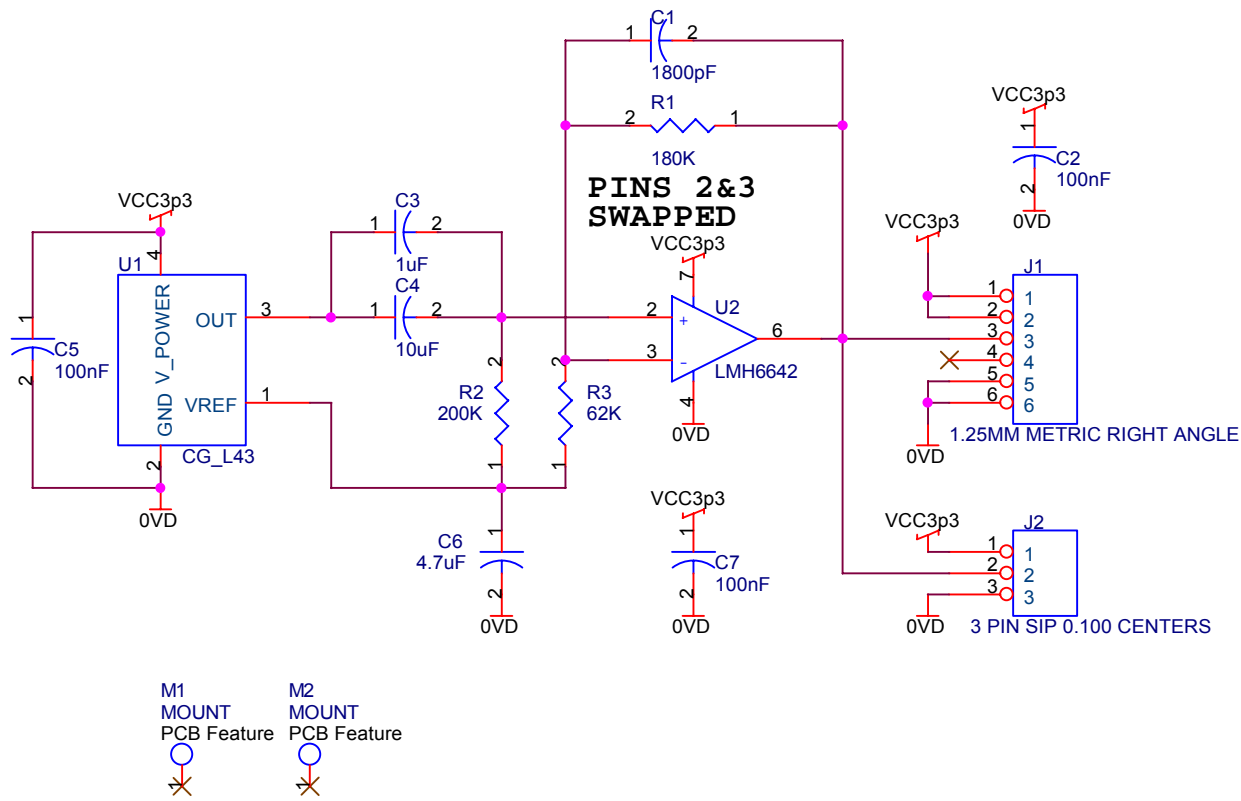 C1
1 2
1800pF
R1
2 1
180K
PINS 2&3
SWAPPED
VCC3p3
1
C2
100nF
2
0VD
VCC3p3
4
U1
V_POWER
OUT
3
VREF
1
GND
2
CG_L43
0VD
1
C5
100nF
2
C3
1 2
1uF
C4
1 2
10uF
2
R2
200K
1
2
R3
62K
1
1
C6
4.7uF
2
0VD
VCC3p3
7
U2
2
+
3
-
6
LMH6642
4
0VD
VCC3p3
1
C7
100nF
2
0VD
VCC3p3
J1
1 1
2 2
3 3
4 4
5 5
6 6
0VD
1.25MM METRIC RIGHT ANGLE
VCC3p3
J2
1 1
2 2
3 3
0VD
3 PIN SIP 0.100 CENTERS
M1
MOUNT
PCB Feature
1
M2
MOUNT
PCB Feature
1